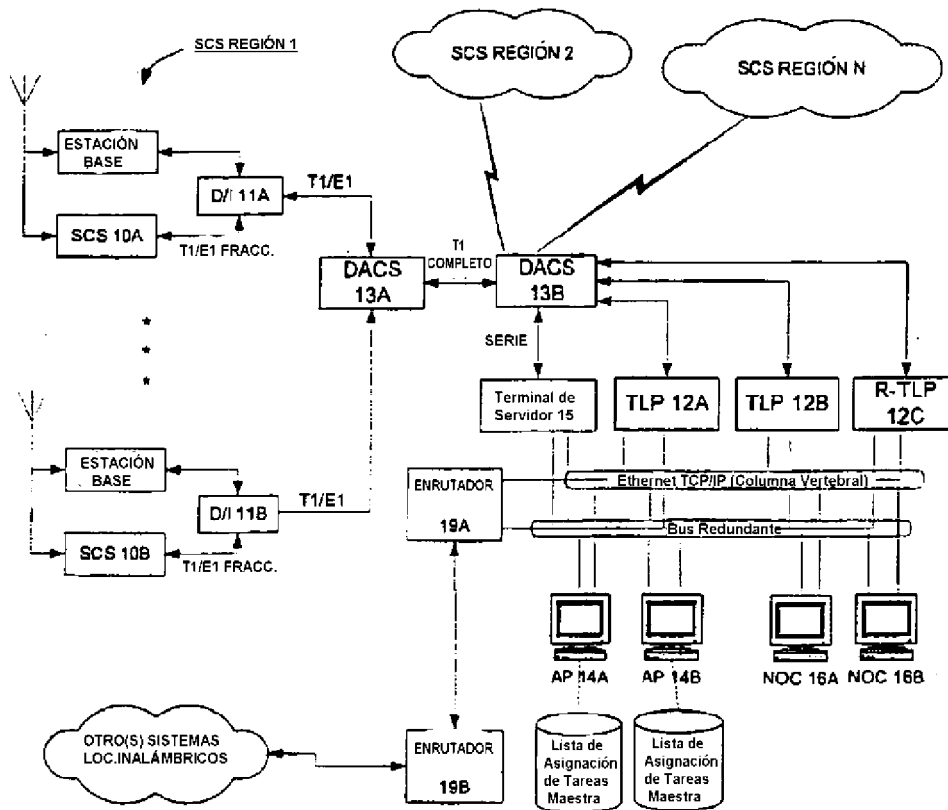 SCS REGIÓN 1
SCS REGIÓN 2
SCS REGIÓN N
ESTACIÓN
BASE
D/I 11A
T1/E1
SCS 10A
T1/E1 FRACC.
DACS
13A
T1
COMPLETO
DACS
13B
SERIE
Terminal de
Servidor 15
TLP 12A
TLP 12B
R-TLP
12C
ESTACIÓN
BASE
D/I 11B
T1/E1
SCS 10B
T1/E1 FRACC.
ENRUTADOR
19A
Ethernet TCP/IP (Columna Vertebral)
Bus Redundante
AP 14A
AP 14B
NOC 16A
NOC 16B
Lista de
Asignación
de Tareas
Maestra
Lista de
Asignación
de Tareas
Maestra
OTRO(S) SISTEMAS
LOC.INALÁMBRICOS
ENRUTADOR
19B